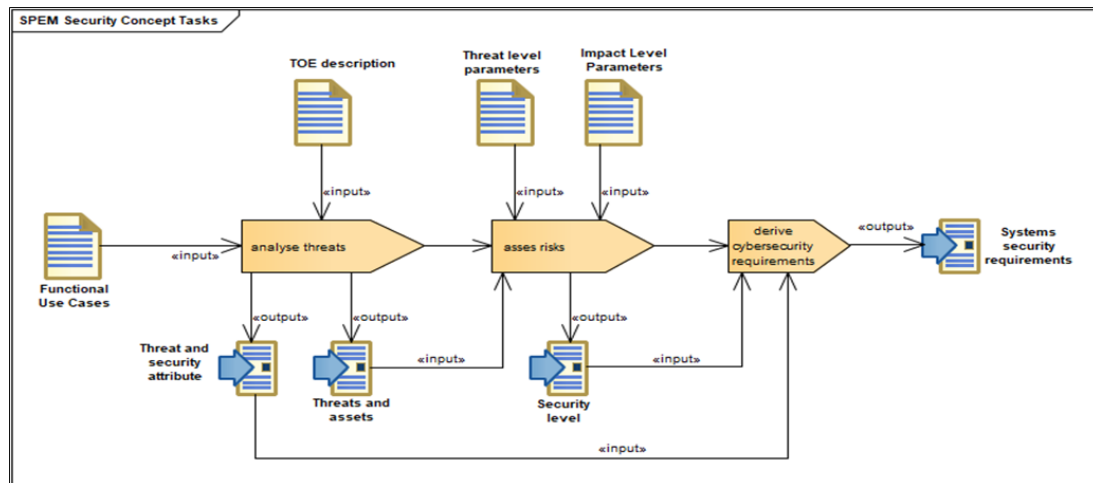 SPEM Security Concept Tasks
TOE description
Threat level
parameters
Impact Level
Parameters
«input»
«input»
«input»
Functional
Use Cases
«input»
analyse threats
asses risks
derive
cybersecurity
requirements
«output»
Systems
security
requirements
«output»
«output»
«output»
Threat and
security
attribute
Threats and
assets
«input»
Security
level
«input»
«input»